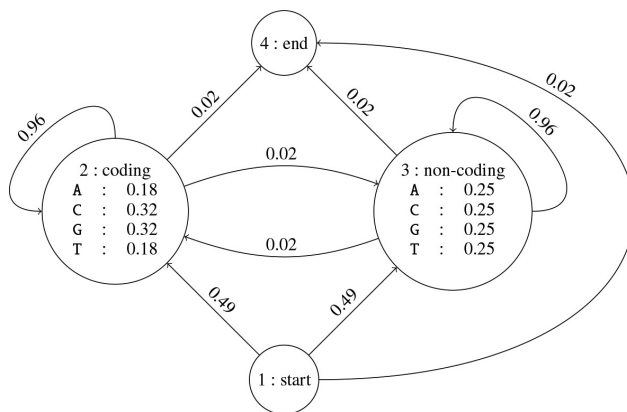 4 : end
0.02
0.96
0.02
0.02
0.02
0.96
2 : coding
A : 0.18
C : 0.32
G : 0.32
T : 0.18
3 : non-coding
A : 0.25
C : 0.25
G : 0.25
T : 0.25
0.02
0.49
0.49
1 : start